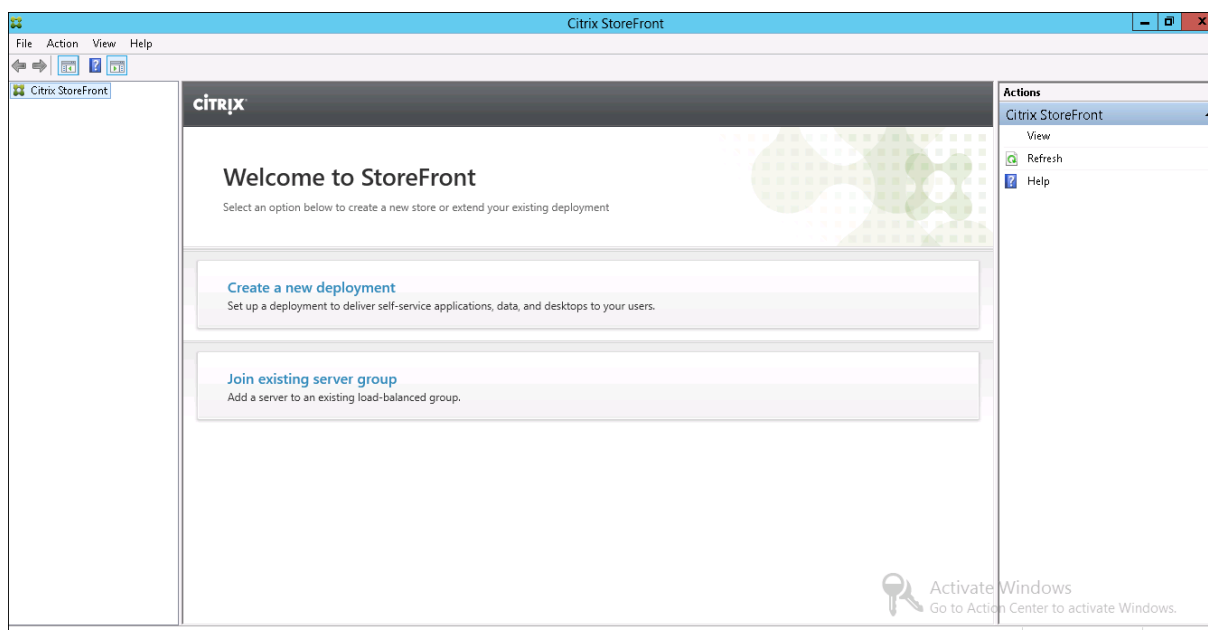 Citrix StoreFront
File Action View Help
Citrix StoreFront
CİTRIX
Welcome to StoreFront
Select an option below to create a new store or extend your existing deployment
Create a new deployment
Set up a deployment to deliver self-service applications, data, and desktops to your users.
Join existing server group
Add a server to an existing load-balanced group.
Actions
Citrix StoreFront
View
Refresh
Help
Activate Windows
Go to Action Center to activate Windows.